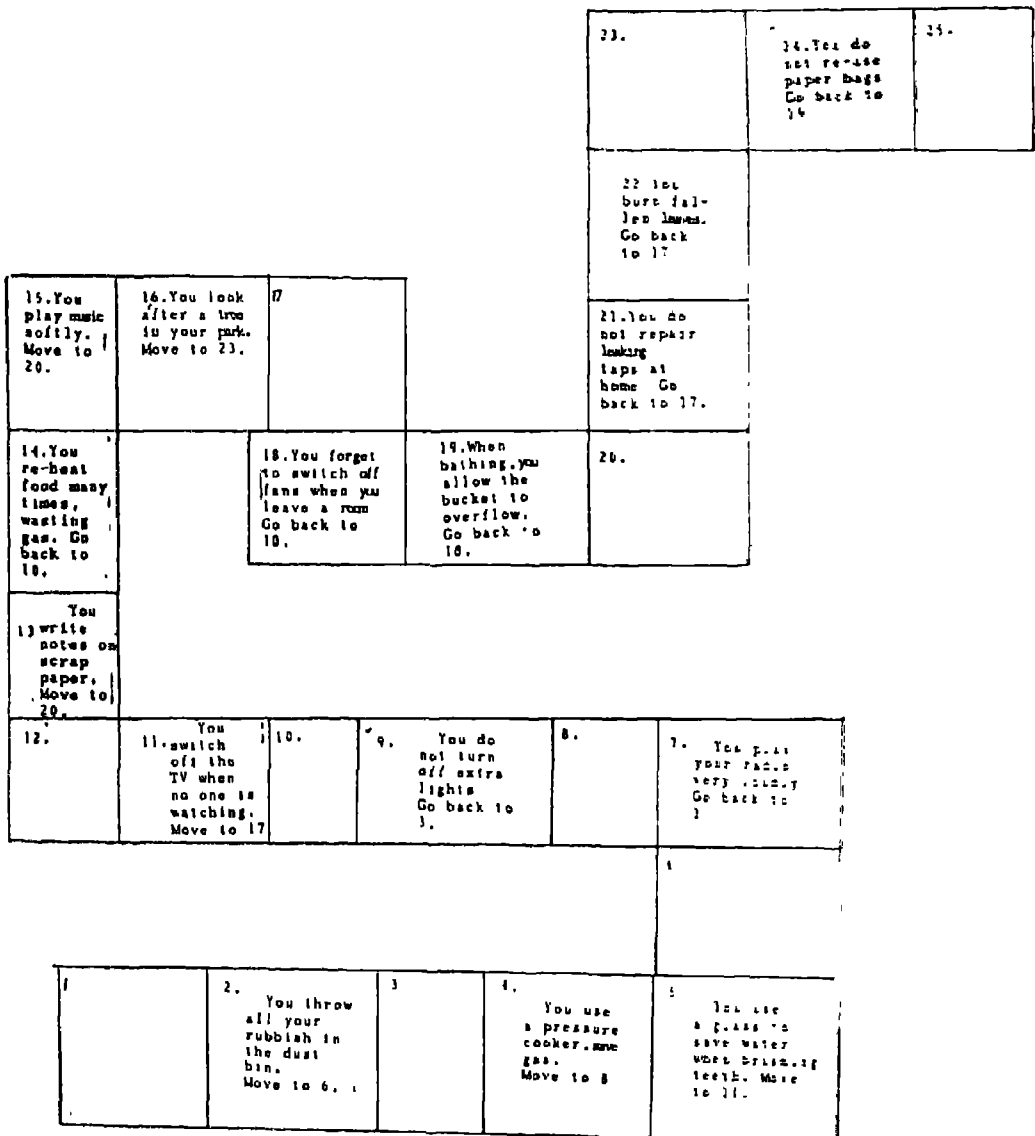 23.
24.You do
not re-use
paper bags
Go back to
25.
22 You
burn fal-
len leaves.
Go back
to 17
15.You
play music
softly.
Move to
20.
16.You look
after a tree
in your park.
Move to 23.
17
21.You do
not repair
leaking
taps at
home Go
back to 17.
14.You
re-heat
food many
times,
wasting
gas. Go
back to
10.
18.You forget
to switch off
fans when you
leave a room
Go back to
10.
19.When
bathing,you
allow the
bucket to
overflow.
Go back to
20.
13 You
write
notes on
scrap
paper.
Move to
20.
12.
11. You
switch
off the
TV when
no one is
watching.
Move to 17
10.
9. You do
not turn
off extra
lights
Go back to
3.
8.
7. You
your
very
Go back to
1
2.
You throw
all your
rubbish in
the dust
bin.
Move to 6.
3
4.
You use
a pressure
cooker,save
gas.
Move to 8
5
You use
a glass to
save water
when brushing
teeth. Move
to